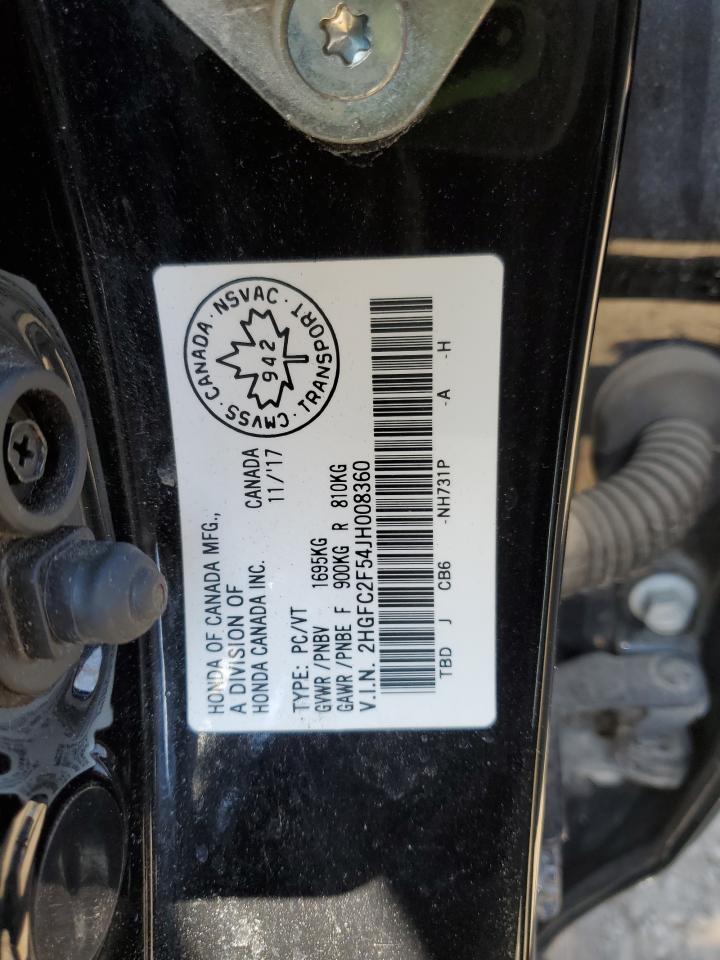 HONDA OF CANADA MFG.,
A DIVISION OF
HONDA CANADA INC.
CANADA
11/'17
CMVSS·CANADA·NSVAC·TRANSPORT·
942
TYPE: PC/VT
GVWR/PNBV 1695KG
GAWR/PNBE F 900KG R 810KG
V.I.N. 2HGFC2F54JH008360
TBD J CB6 -NH731P -A -H